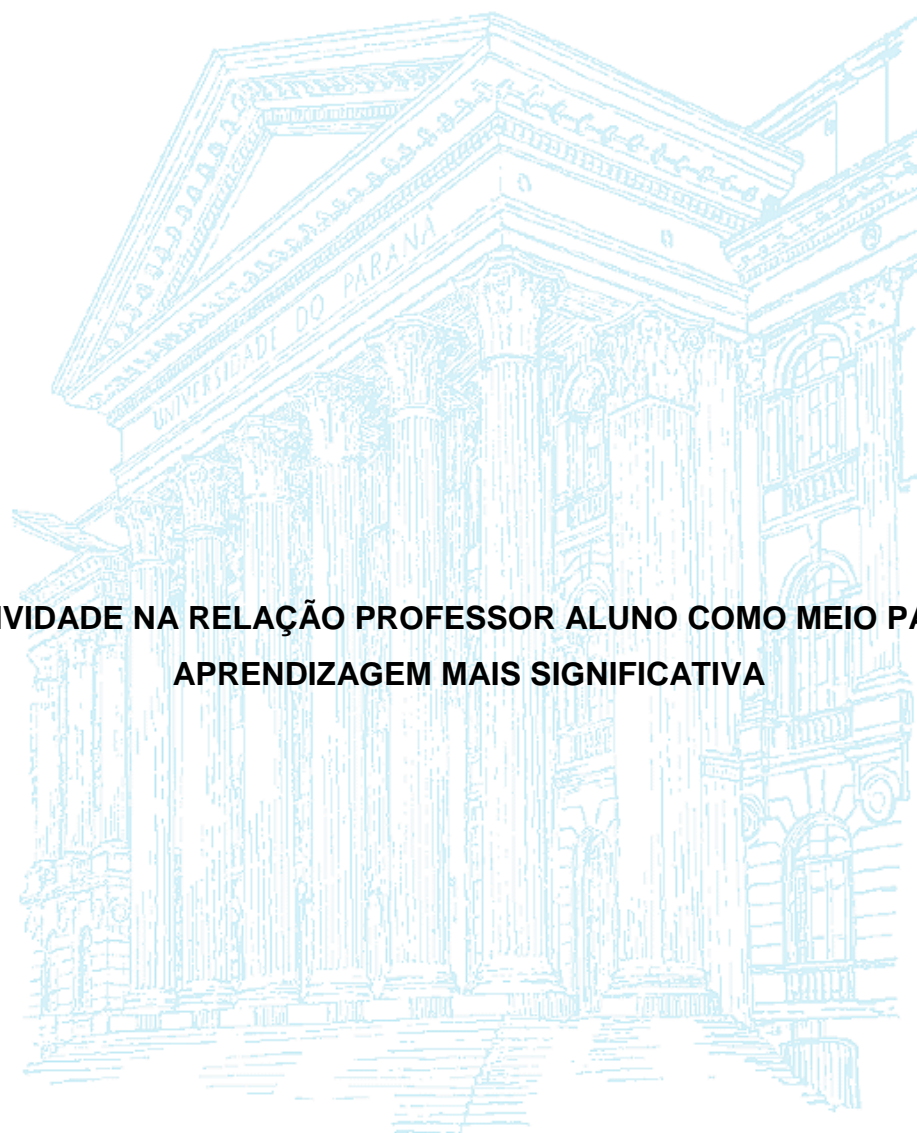 UNIVERSIDADE DO PARANÁ
IVIDADE NA RELAÇÃO PROFESSOR ALUNO COMO MEIO PA
APRENDIZAGEM MAIS SIGNIFICATIVA